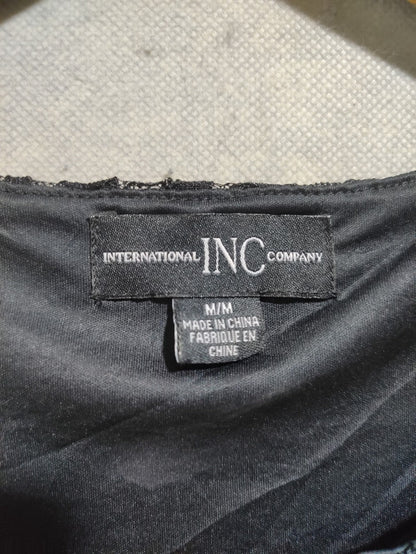 INTERNATIONAL INC COMPANY
M/M
MADE IN CHINA
FABRIQUE EN
CHINE